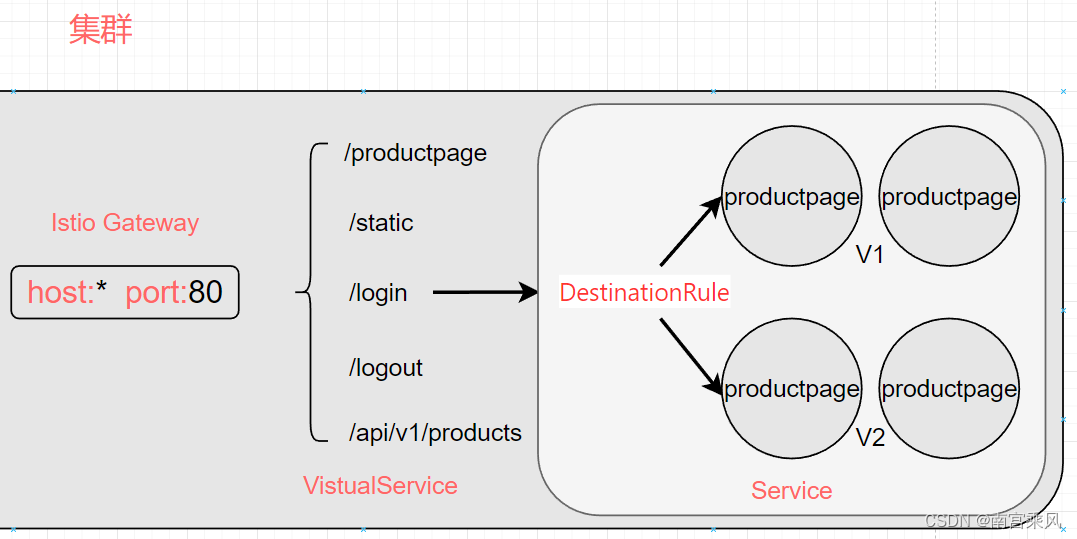 集群
Istio Gateway
host:* port:80
/productpage
/static
/login
/logout
/api/v1/products
VistualService
DestinationRule
productpage
productpage
V1
productpage
productpage
V2
Service
CSDN @南宫乘风